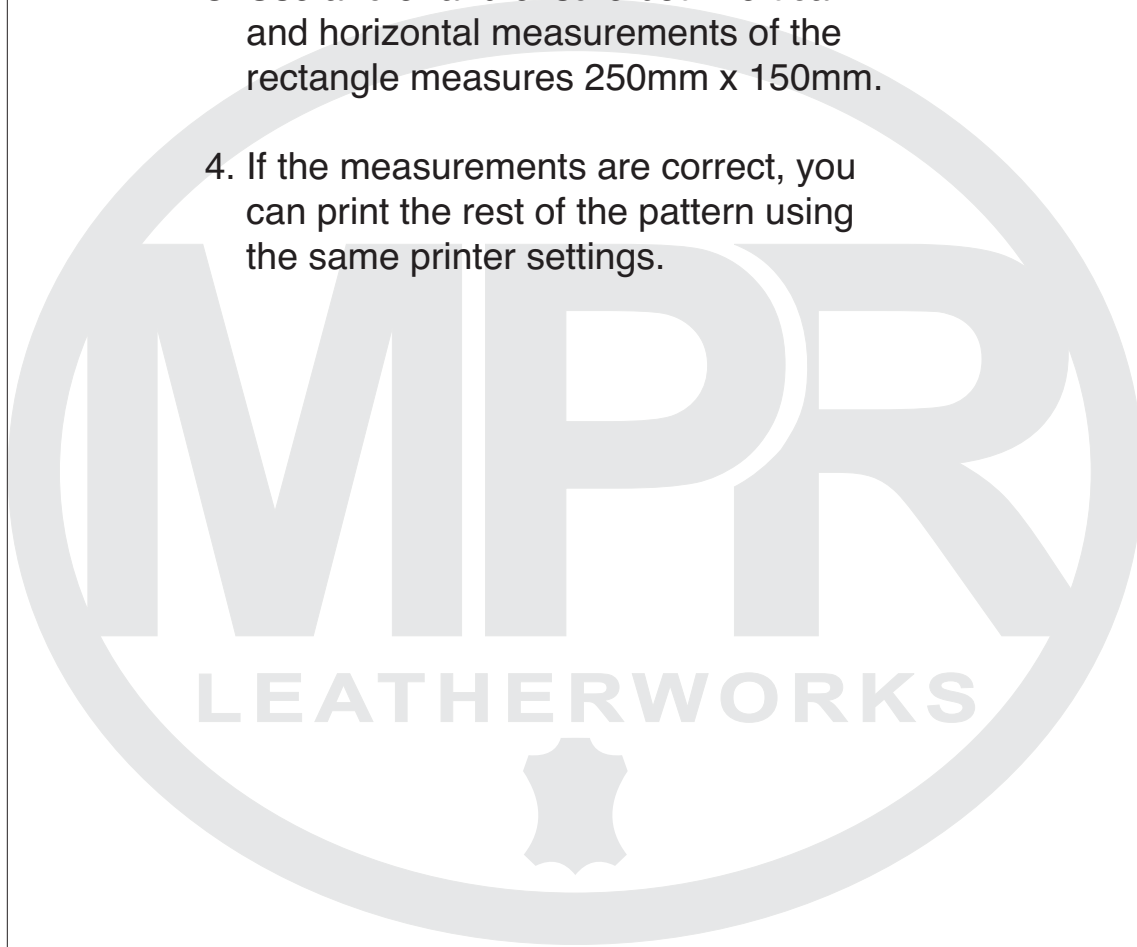 and horizontal measurements of the
rectangle measures 250mm x 150mm.
4. If the measurements are correct, you
can print the rest of the pattern using
the same printer settings.
MPR
LEATHERWORKS